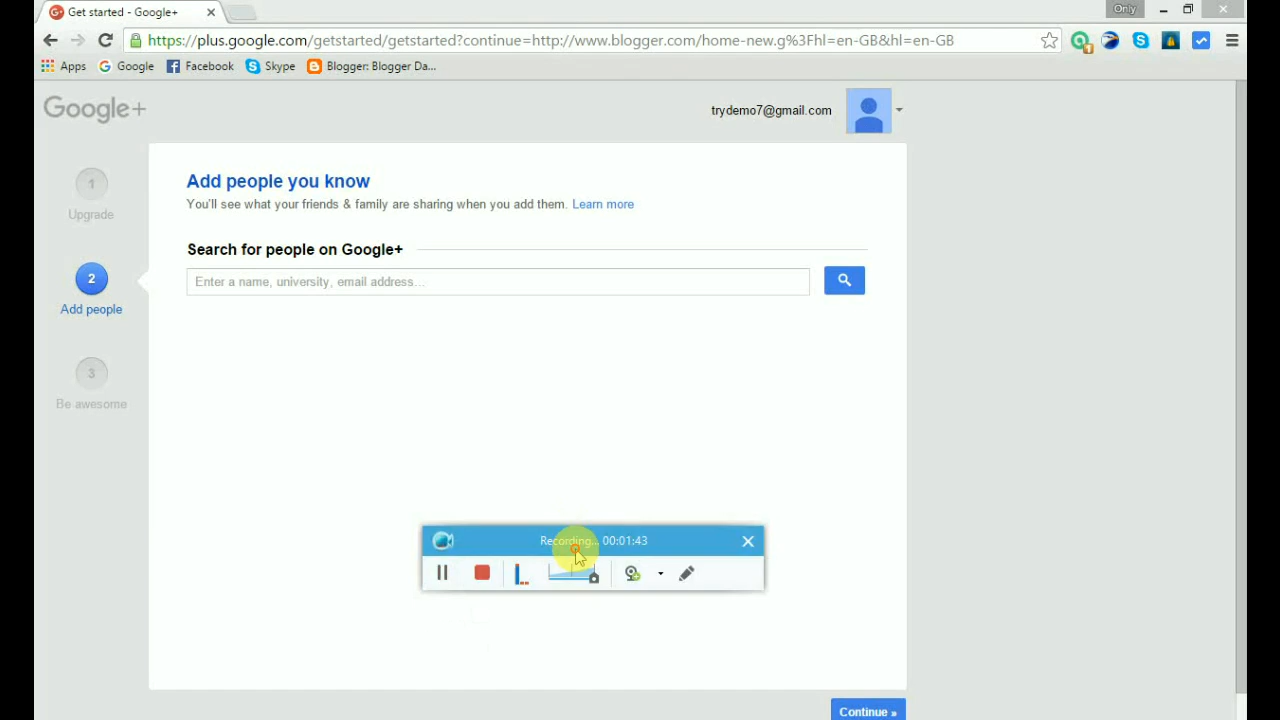 Get started - Google+
Only
https://plus.google.com/getstarted/getstarted?continue=http://www.blogger.com/home-new.g%3Fhl=en-GB&hl=en-GB
Apps Google Facebook Skype Blogger: Blogger Da...
Google+
trydemo7@gmail.com
1
Upgrade
2
Add people
3
Be awesome
Add people you know
You'll see what your friends & family are sharing when you add them. Learn more
Search for people on Google+
Enter a name, university, email address...
Recording... 00:01:43
Continue »